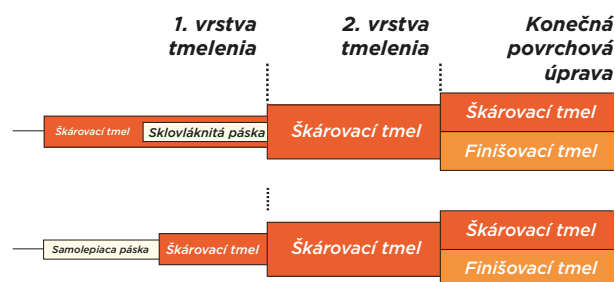 1. vrstva
tmelenia
2. vrstva
tmelenia
Konečná
povrchová
úprava
Škárovací tmel
Sklovláknitá páska
Škárovací tmel
Škárovací tmel
Finišovací tmel
Samolepiaca páska
Škárovací tmel
Škárovací tmel
Škárovací tmel
Finišovací tmel